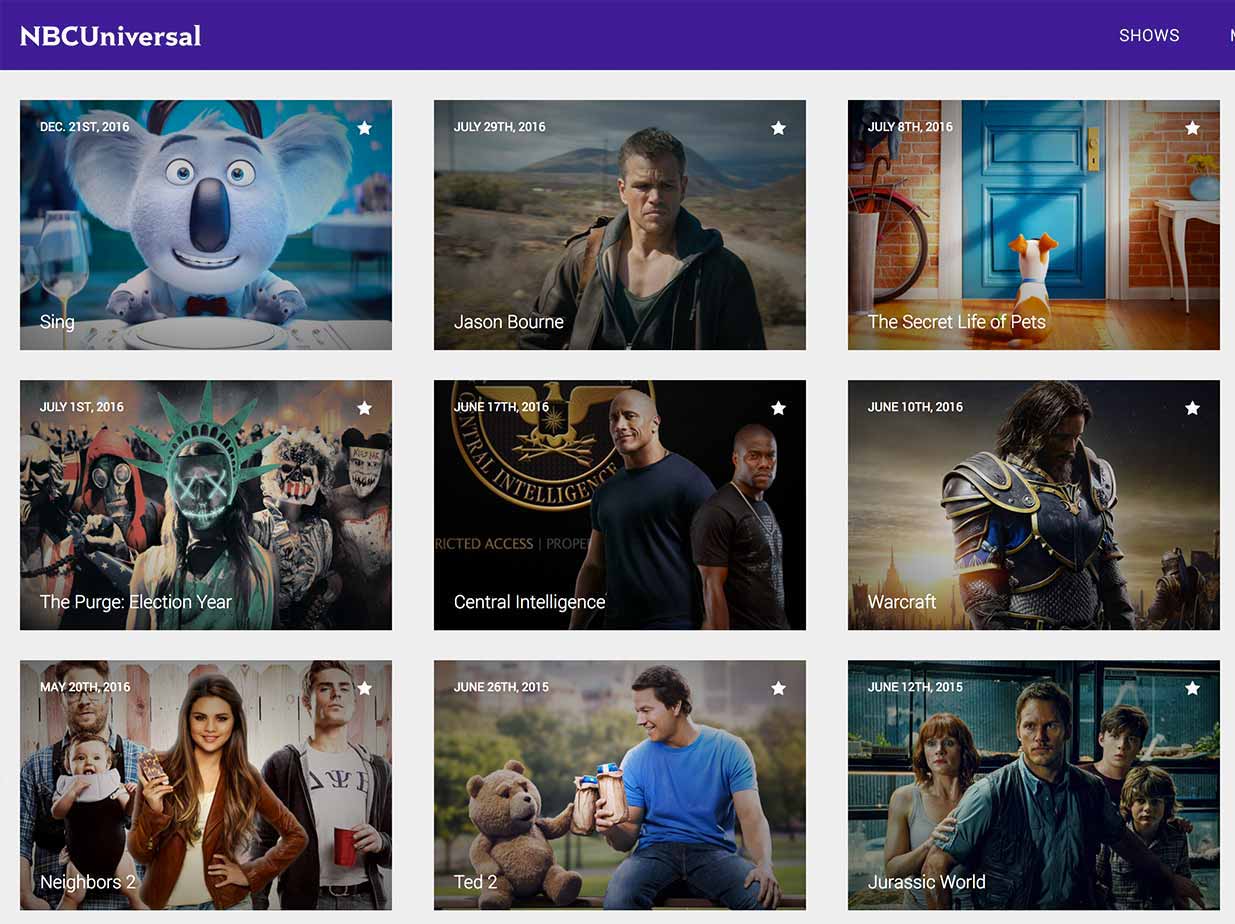 NBCUniversal
SHOWS
DEC. 21ST, 2016
Sing
JULY 29TH, 2016
Jason Bourne
JULY 8TH, 2016
The Secret Life of Pets
JULY 1ST, 2016
The Purge: Election Year
JUNE 17TH, 2016
CENTRAL INTELLIGENCE
RICTED ACCESS | PROPE
Central Intelligence
JUNE 10TH, 2016
Warcraft
MAY 20TH, 2016
ΔΨΕ
Neighbors 2
JUNE 26TH, 2015
Ted 2
JUNE 12TH, 2015
Jurassic World